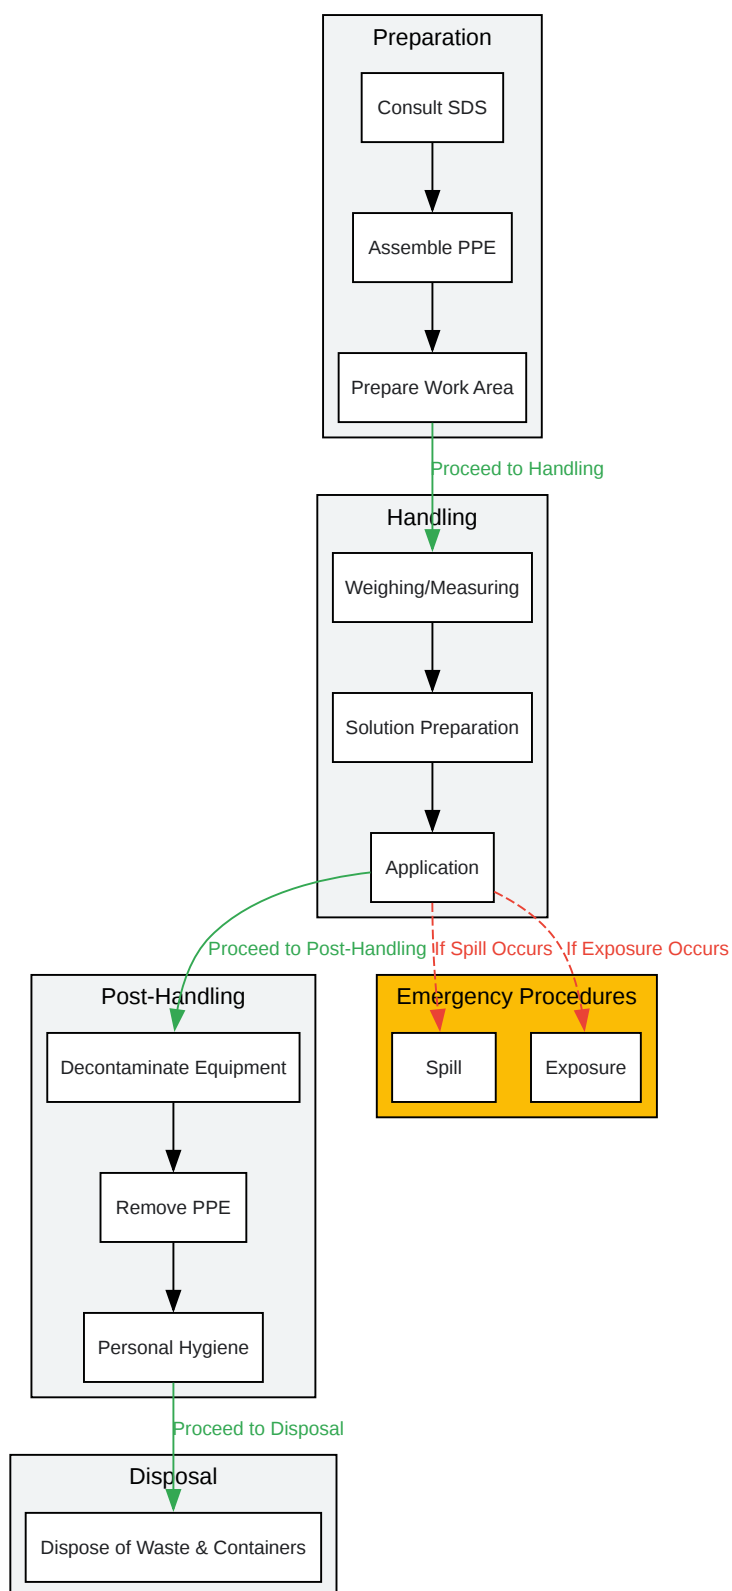 Preparation
Consult SDS
Assemble PPE
Prepare Work Area
Proceed to Handling
Handling
Weighing/Measuring
Solution Preparation
Application
Proceed to Post-Handling
If Spill Occurs
If Exposure Occurs
Post-Handling
Emergency Procedures
Decontaminate Equipment
Spill
Exposure
Remove PPE
Personal Hygiene
Proceed to Disposal
Disposal
Dispose of Waste & Containers